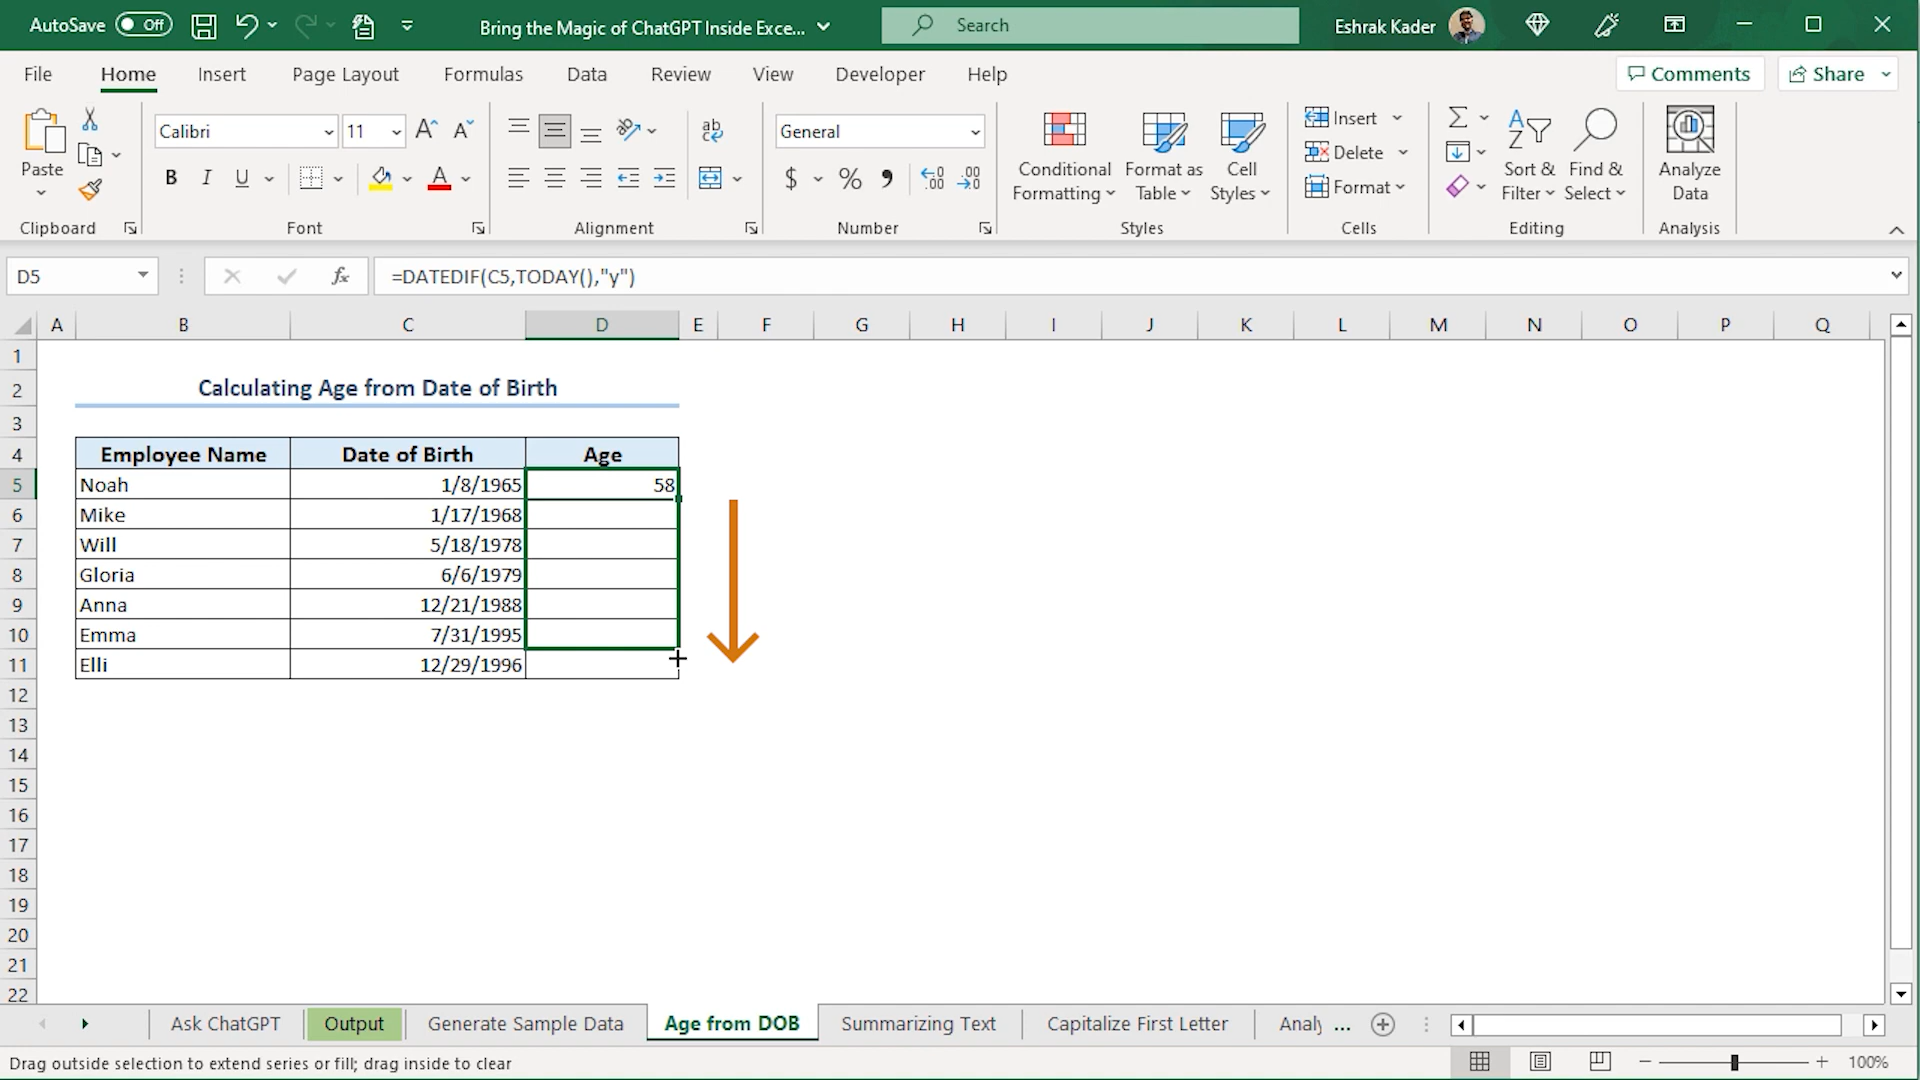 AutoSave Off Bring the Magic of ChatGPT Inside Exce... Search Eshrak Kader
File Home Insert Page Layout Formulas Data Review View Developer Help Comments Share
Calibri 11 General
Paste
B I U
$ % 9
Conditional Formatting
Format as Table
Cell Styles
Insert
Delete
Format
Sort & Filter
Find & Select
Analyze Data
Clipboard Font Alignment Number Styles Cells Editing Analysis
D5 fx =DATEDIF(C5,TODAY(),"y")
A B C D E F G H I J K L M N O P Q
1
2 Calculating Age from Date of Birth
3
4 Employee Name Date of Birth Age
5 Noah 1/8/1965 58
6 Mike 1/17/1968
7 Will 5/18/1978
8 Gloria 6/6/1979
9 Anna 12/21/1988
10 Emma 7/31/1995
11 Elli 12/29/1996
12
13
14
15
16
17
18
19
20
21
22
Ask ChatGPT Output Generate Sample Data Age from DOB Summarizing Text Capitalize First Letter Analy ...
Drag outside selection to extend series or fill; drag inside to clear 100%